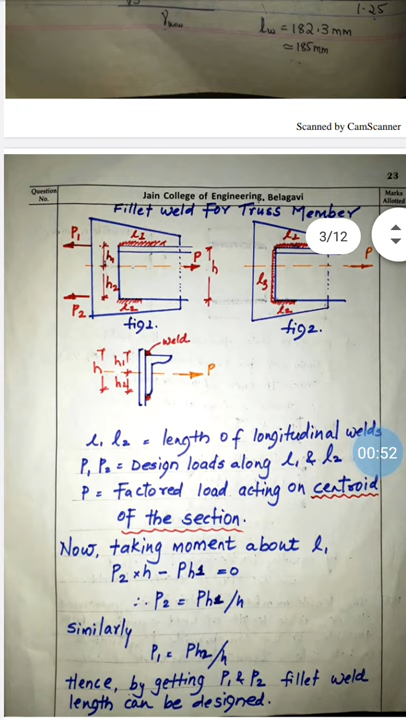 1.25
γmw lw = 182.3mm
≈ 185mm
Scanned by CamScanner
23
Question No. Jain College of Engineering, Belagavi Marks Allotted
Fillet weld For Truss Member
3/12
P1 l1 h1 P h h2 P2 l2
fig1.
l1 l3 l2 P
fig2.
weld
h h1 h2 P
l1 l2 = length of longitudinal welds
P1 P2 = Design loads along l1 & l2
00:52
P = Factored load acting on centroid
of the section.
Now, taking moment about l1
P2 x h - Ph1 = 0
∴ P2 = Ph1/h
Similarly
P1 = Ph2/h
Hence, by getting P1 & P2 fillet weld
length can be designed.